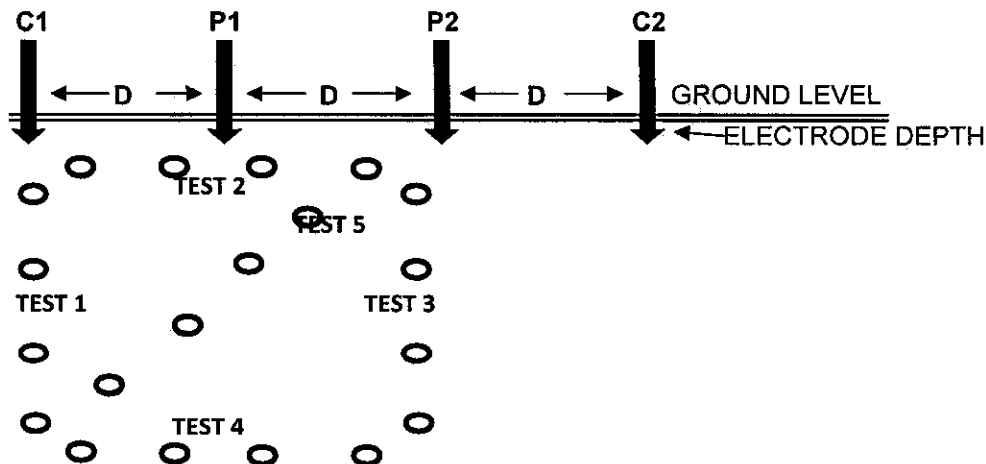 C1 P1 P2 C2
D D D
GROUND LEVEL
ELECTRODE DEPTH
TEST 2
TEST 5
TEST 1 TEST 3
TEST 4